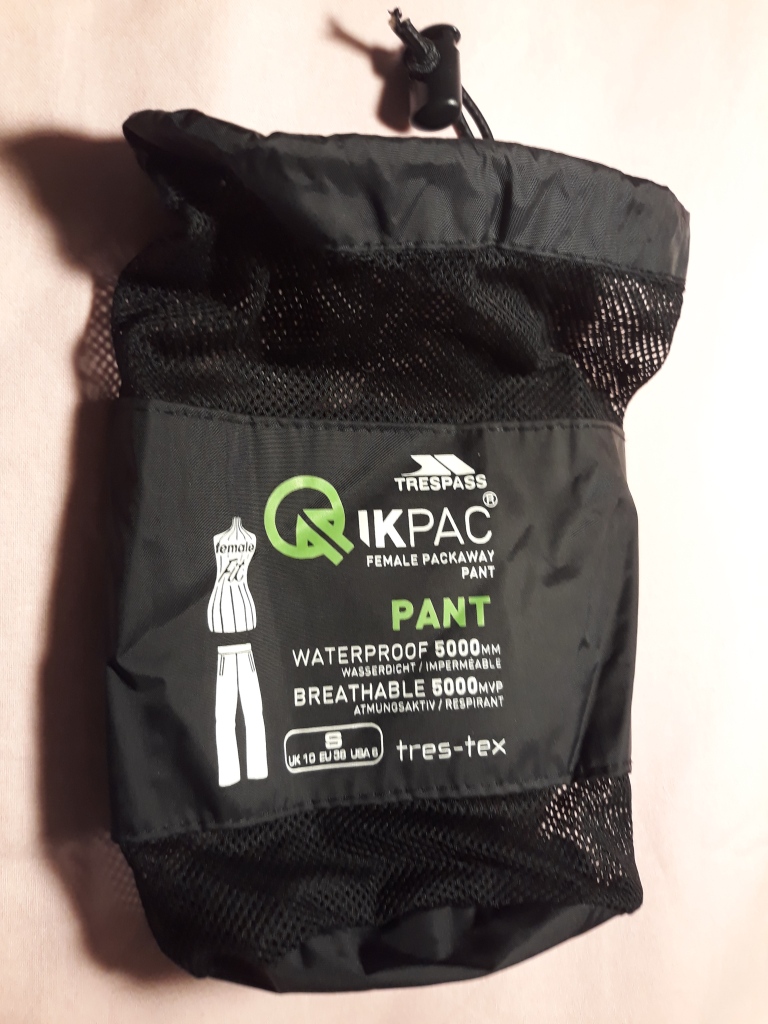 TRESPASS
QIKPAC®
FEMALE PACKAWAY
PANT
female
Fit
PANT
WATERPROOF 5000MM
WASSERDICHT / IMPERMÉABLE
BREATHABLE 5000MVP
ATMUNGSAKTIV / RESPIRANT
S
UK 10 EU 38 USA 6
tres-tex